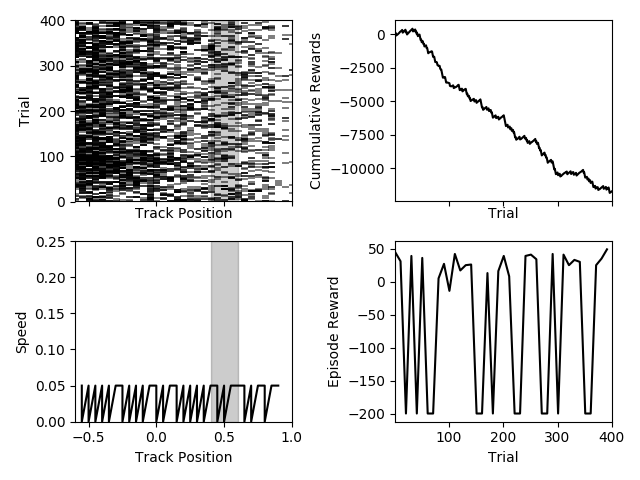 400
300
200
100
0
Trial
Track Position
0
−2500
−5000
−7500
−10000
Cummulative Rewards
Trial
0.25
0.20
0.15
0.10
0.05
0.00
Speed
−0.5 0.0 0.5 1.0
Track Position
50
0
−50
−100
−150
−200
Episode Reward
100 200 300 400
Trial